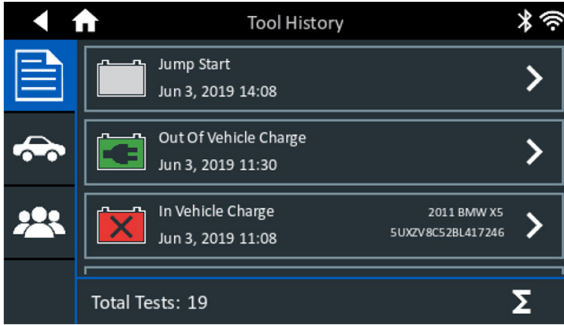 Tool History
Jump Start
Jun 3, 2019 14:08
Out Of Vehicle Charge
Jun 3, 2019 11:30
In Vehicle Charge
2011 BMW X5
Jun 3, 2019 11:08
5UXZV8C52BL417246
Total Tests: 19
Σ